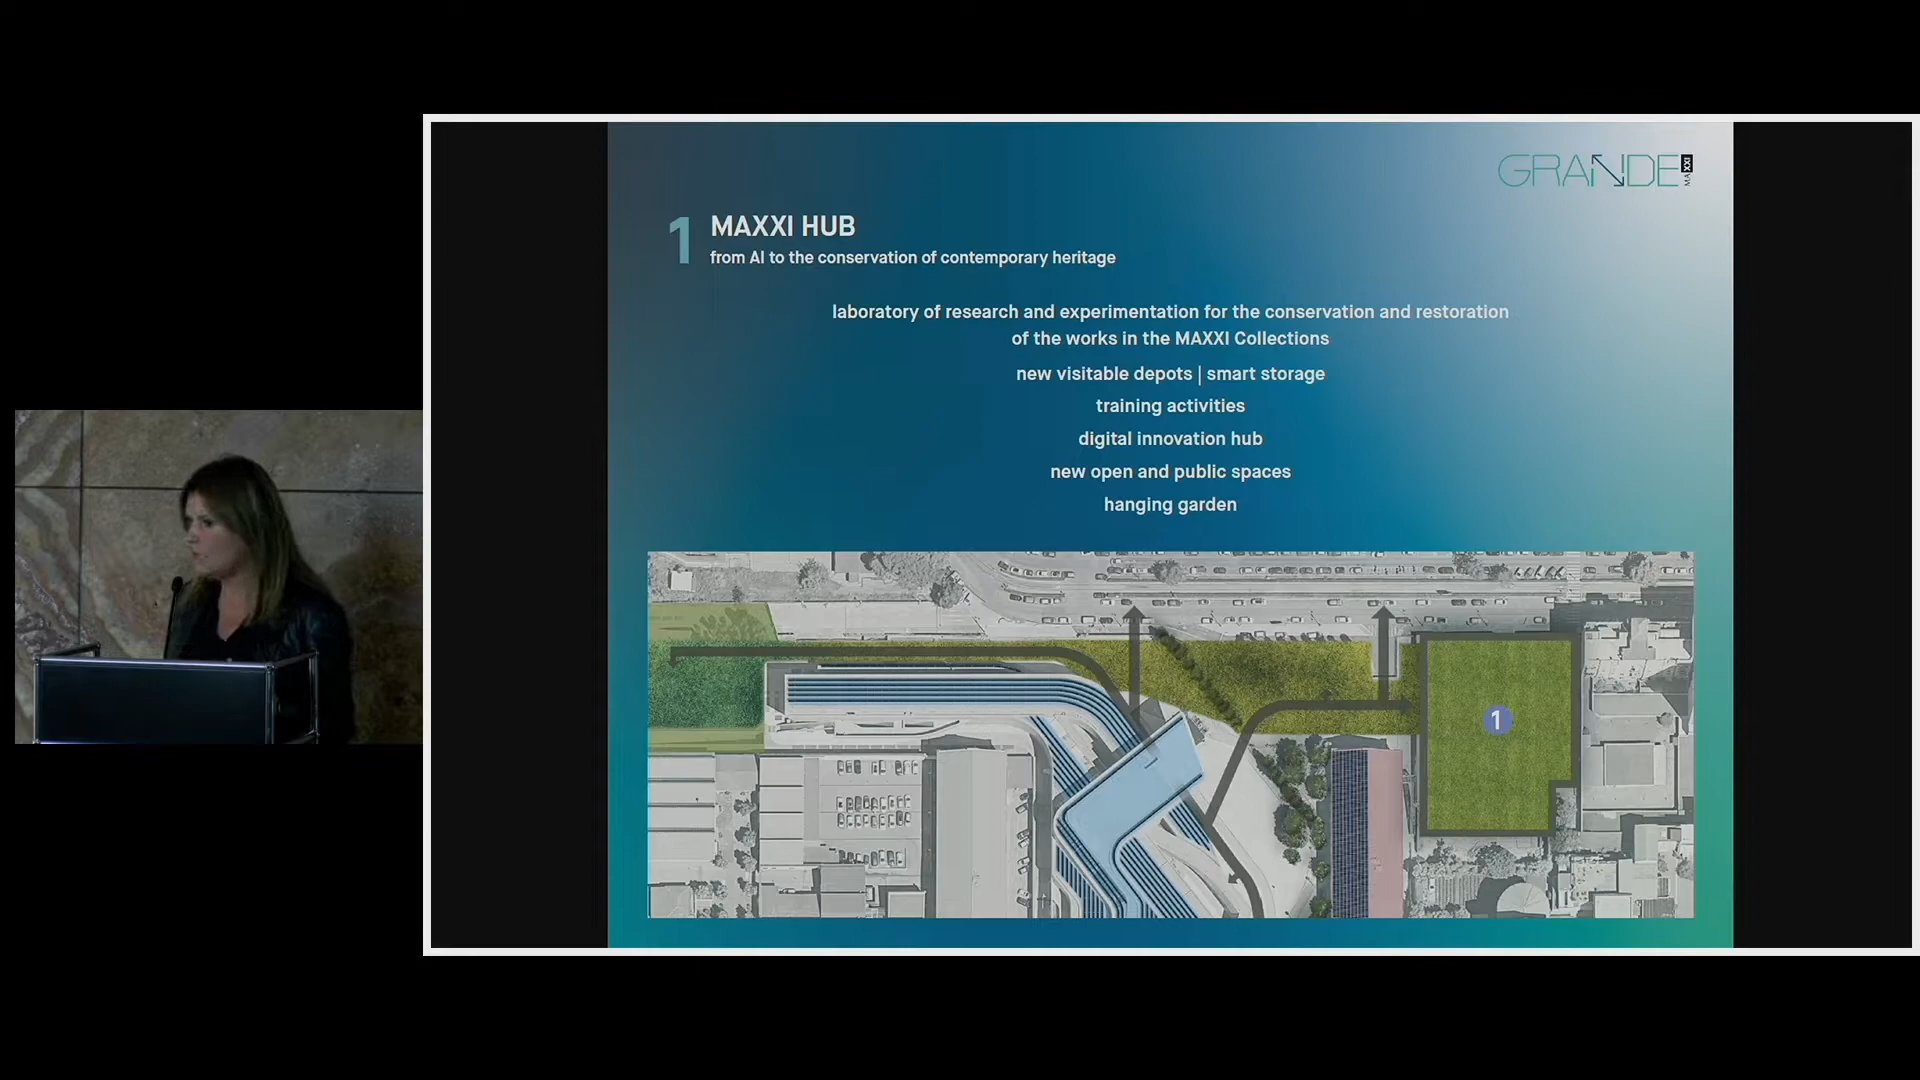 GRANDE MAXXI
1 MAXXI HUB
from AI to the conservation of contemporary heritage
laboratory of research and experimentation for the conservation and restoration
of the works in the MAXXI Collections
new visitable depots | smart storage
training activities
digital innovation hub
new open and public spaces
hanging garden
1